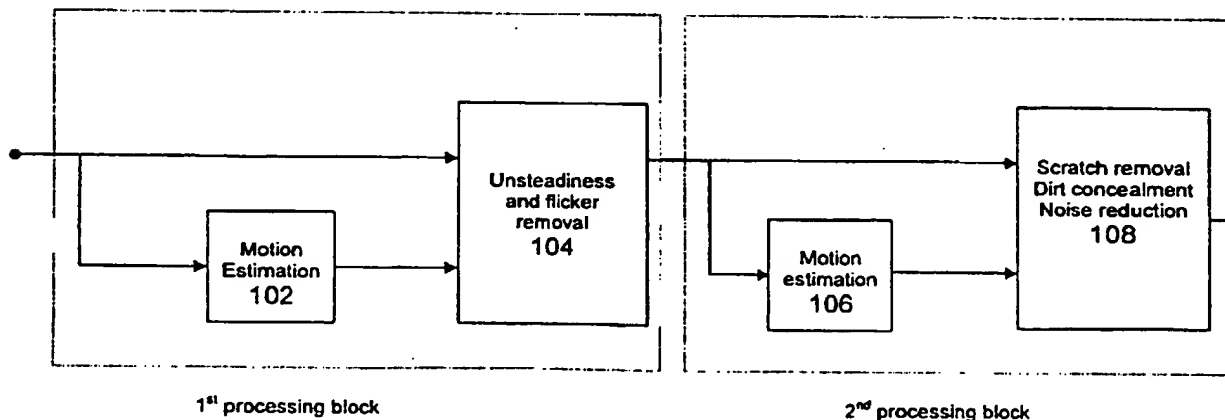 Unsteadiness
and flicker
removal
104
Motion
Estimation
102
Scratch removal
Dirt concealment
Noise reduction
108
Motion
estimation
106
1st processing block
2nd processing block